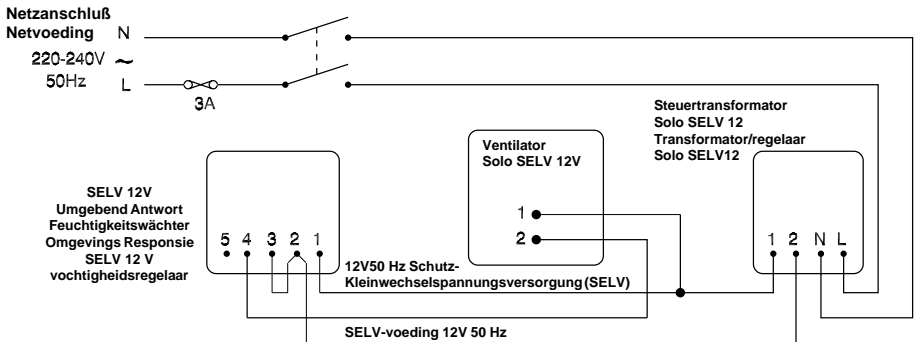 Netzanschluß
Netvoeding N
220-240V ~
50Hz L
3A
Steuertransformator
Solo SELV 12
Transformator/regelaar
Solo SELV12
Ventilator
Solo SELV 12V
1
2
SELV 12V
Umgebend Antwort
Feuchtigkeitswächter
Omgevings Responsie
SELV 12 V
vochtigheidsregelaar
5 4 3 2 1
1 2 N L
12V50 Hz Schutz-
Kleinwechselspannungsversorgung (SELV)
SELV-voeding 12V 50 Hz